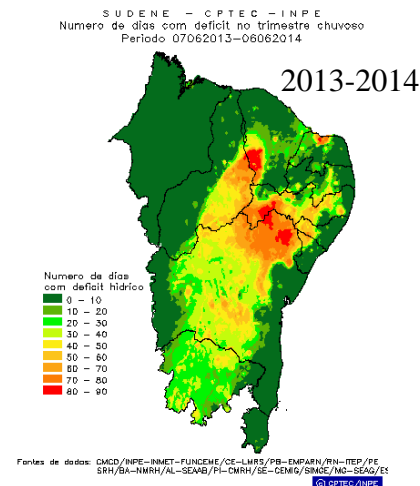 SUDENE - CPTEC - INPE
Numero de dias com deficit no trimestre chuvoso
Periodo 07062013-06062014
2013-2014
Numero de dias
com deficit hidrico
0 - 10
10 - 20
20 - 30
30 - 40
40 - 50
50 - 60
60 - 70
70 - 80
80 - 90
Fontes de dados: CMCD/INPE-INMET-FUNCEME/CE-LMRS/PB-EMPARN/RN-ITEP/PE
SRH/BA-NMRH/AL-SEAAB/PI-CMRH/SE-CEMIG/SIMGE/MG-SEAG/ES
© CPTEC/INPE